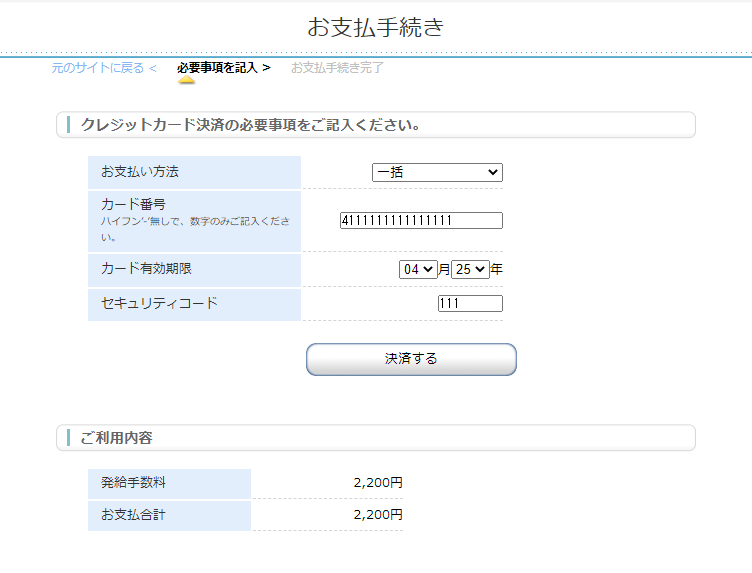 お支払手続き
元のサイトに戻る < 必要事項を記入 > お支払手続き完了
クレジットカード決済の必要事項をご記入ください。
お支払い方法 一括
カード番号
ハイフン'-'無しで、数字のみご記入くださ
い。
4111111111111111
カード有効期限 04 月 25 年
セキュリティコード 111
決済する
ご利用内容
発給手数料 2,200円
お支払合計 2,200円